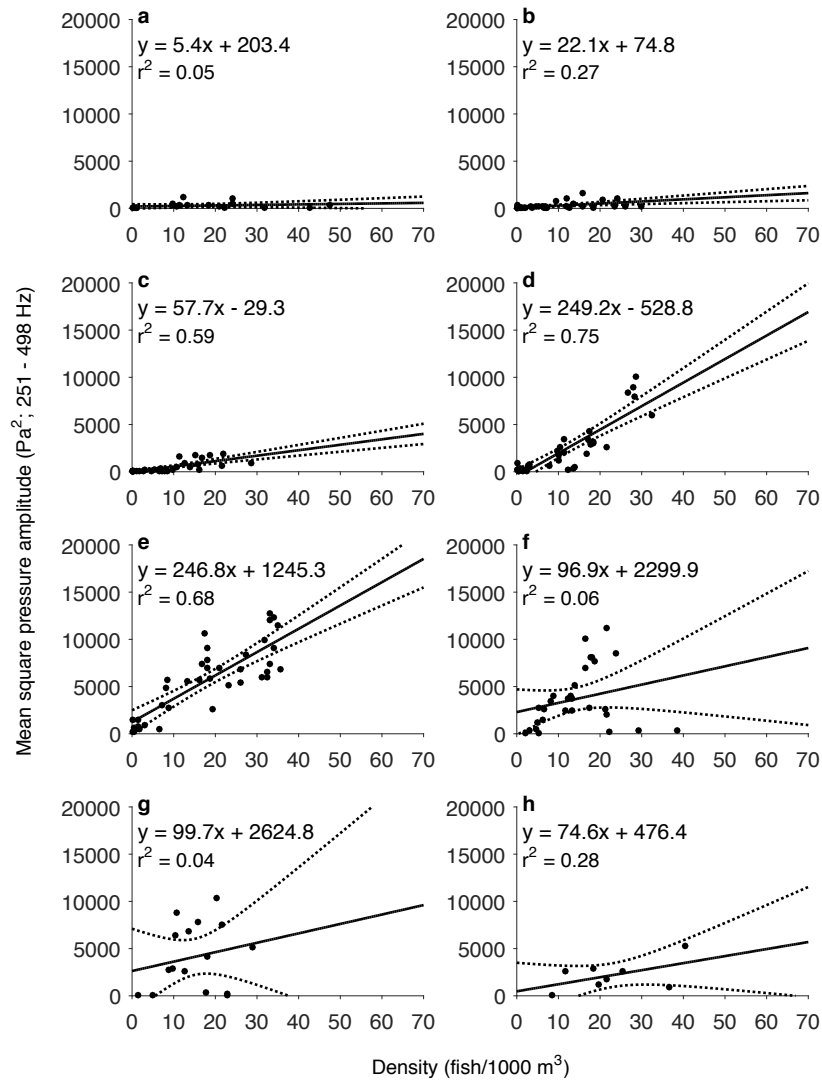 a
y = 5.4x + 203.4
r² = 0.05
20000
15000
10000
5000
0
0 10 20 30 40 50 60 70
b
y = 22.1x + 74.8
r² = 0.27
20000
15000
10000
5000
0
0 10 20 30 40 50 60 70
c
y = 57.7x - 29.3
r² = 0.59
20000
15000
10000
5000
0
0 10 20 30 40 50 60 70
d
y = 249.2x - 528.8
r² = 0.75
20000
15000
10000
5000
0
0 10 20 30 40 50 60 70
e
y = 246.8x + 1245.3
r² = 0.68
20000
15000
10000
5000
0
0 10 20 30 40 50 60 70
f
y = 96.9x + 2299.9
r² = 0.06
20000
15000
10000
5000
0
0 10 20 30 40 50 60 70
g
y = 99.7x + 2624.8
r² = 0.04
20000
15000
10000
5000
0
0 10 20 30 40 50 60 70
h
y = 74.6x + 476.4
r² = 0.28
20000
15000
10000
5000
0
0 10 20 30 40 50 60 70
Mean square pressure amplitude (Pa²; 251 - 498 Hz)
Density (fish/1000 m³)